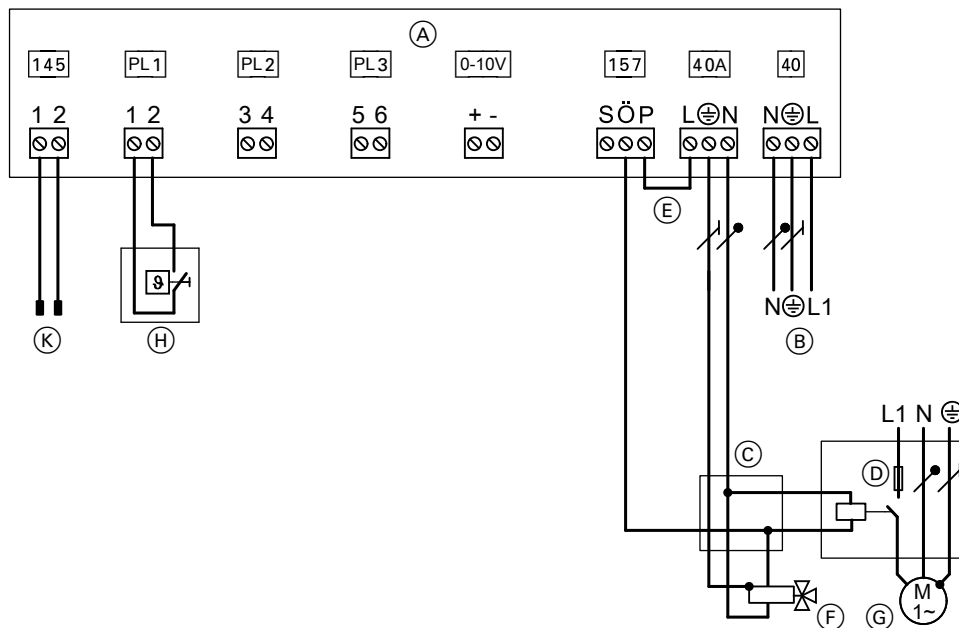 A
145 PL1 PL2 PL3 0-10V 157 40A 40
1 2 1 2 3 4 5 6 + - S Ö P L N N L
E
N L1
K H B
ϑ
L1 N
C
D
M
1~
F G